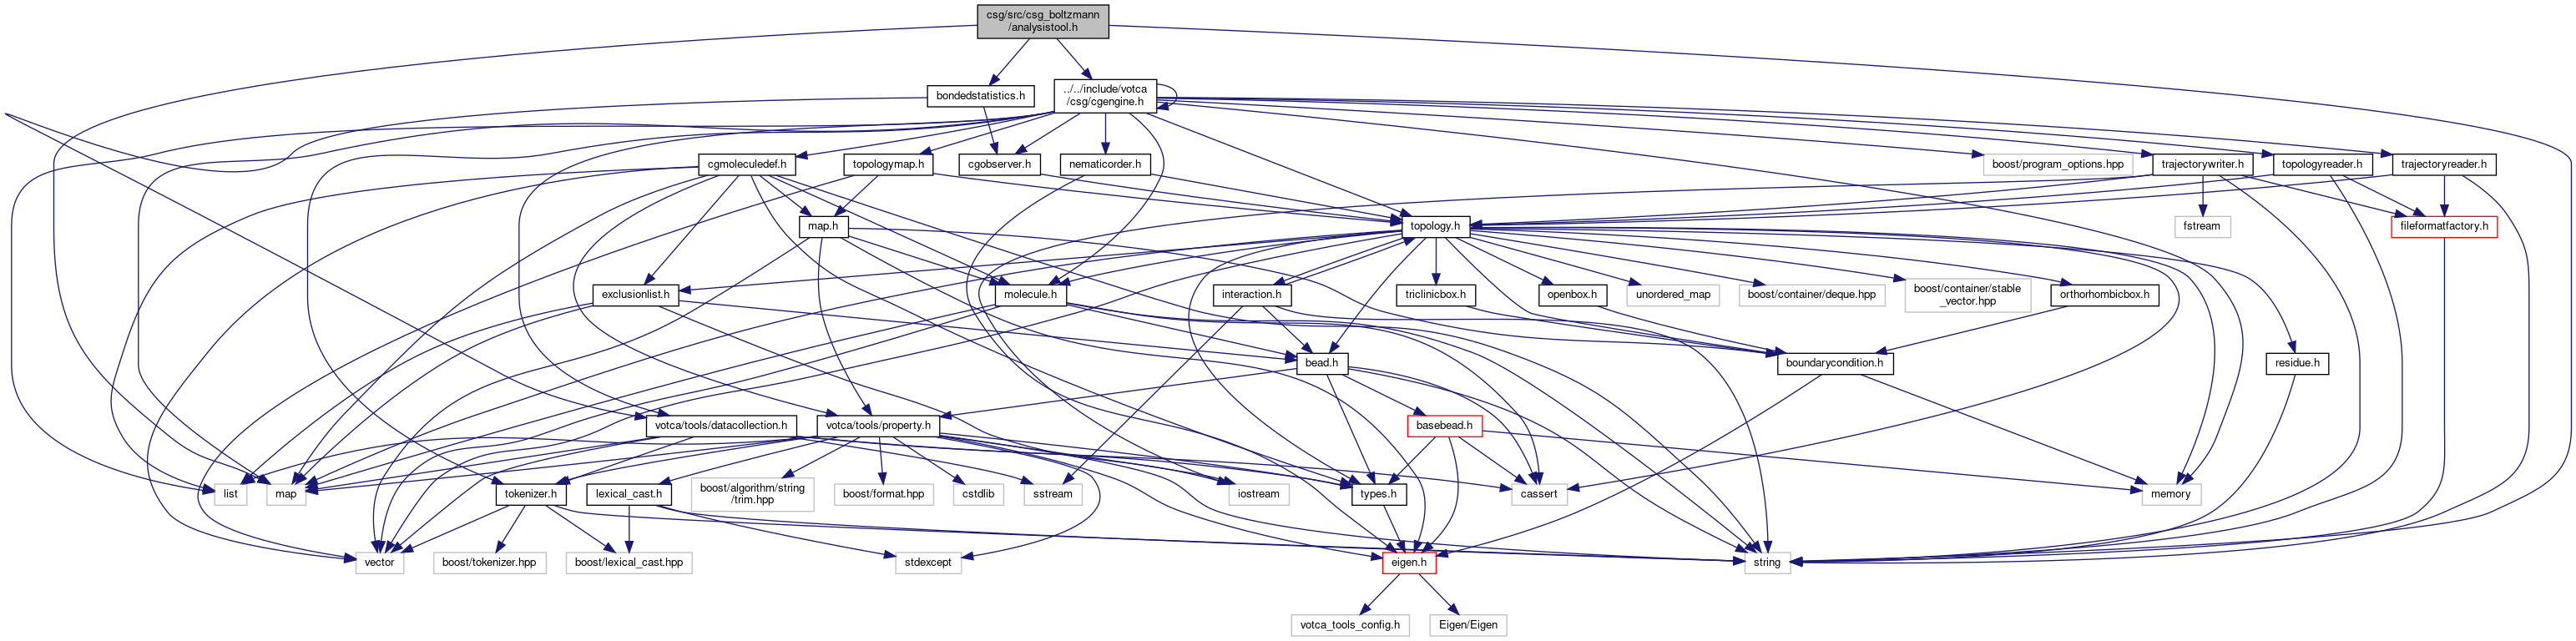 csg/src/csg_boltzmann
/analysistool.h
bondedstatistics.h
../../include/votca
/csg/cgengine.h
cgmoleculedef.h
topologymap.h
cgobserver.h
nematicorder.h
boost/program_options.hpp
trajectorywriter.h
topologyreader.h
trajectoryreader.h
map.h
topology.h
fstream
fileformatfactory.h
exclusionlist.h
molecule.h
interaction.h
triclinicbox.h
openbox.h
unordered_map
boost/container/deque.hpp
boost/container/stable
_vector.hpp
orthorhombicbox.h
bead.h
boundarycondition.h
residue.h
votca/tools/datacollection.h
votca/tools/property.h
basebead.h
list
map
tokenizer.h
lexical_cast.h
boost/algorithm/string
/trim.hpp
boost/format.hpp
cstdlib
sstream
iostream
types.h
cassert
memory
vector
boost/tokenizer.hpp
boost/lexical_cast.hpp
stdexcept
eigen.h
string
votca_tools_config.h
Eigen/Eigen